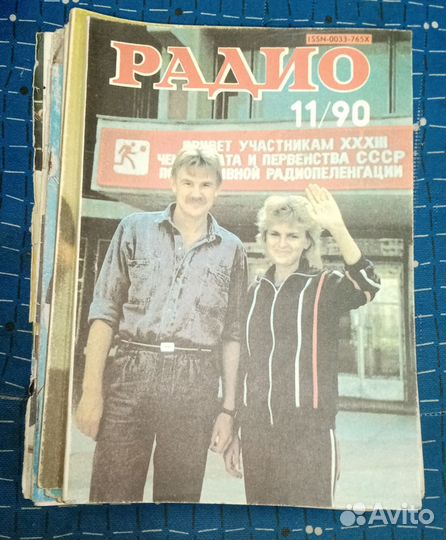 ISSN-0033-765X
РАДИО
11/90
ПРИВЕТ УЧАСТНИКАМ XXXIII
ЧЕМПИОНАТА И ПЕРВЕНСТВА СССР
ПО СПОРТИВНОЙ РАДИОПЕЛЕНГАЦИИ
Avito